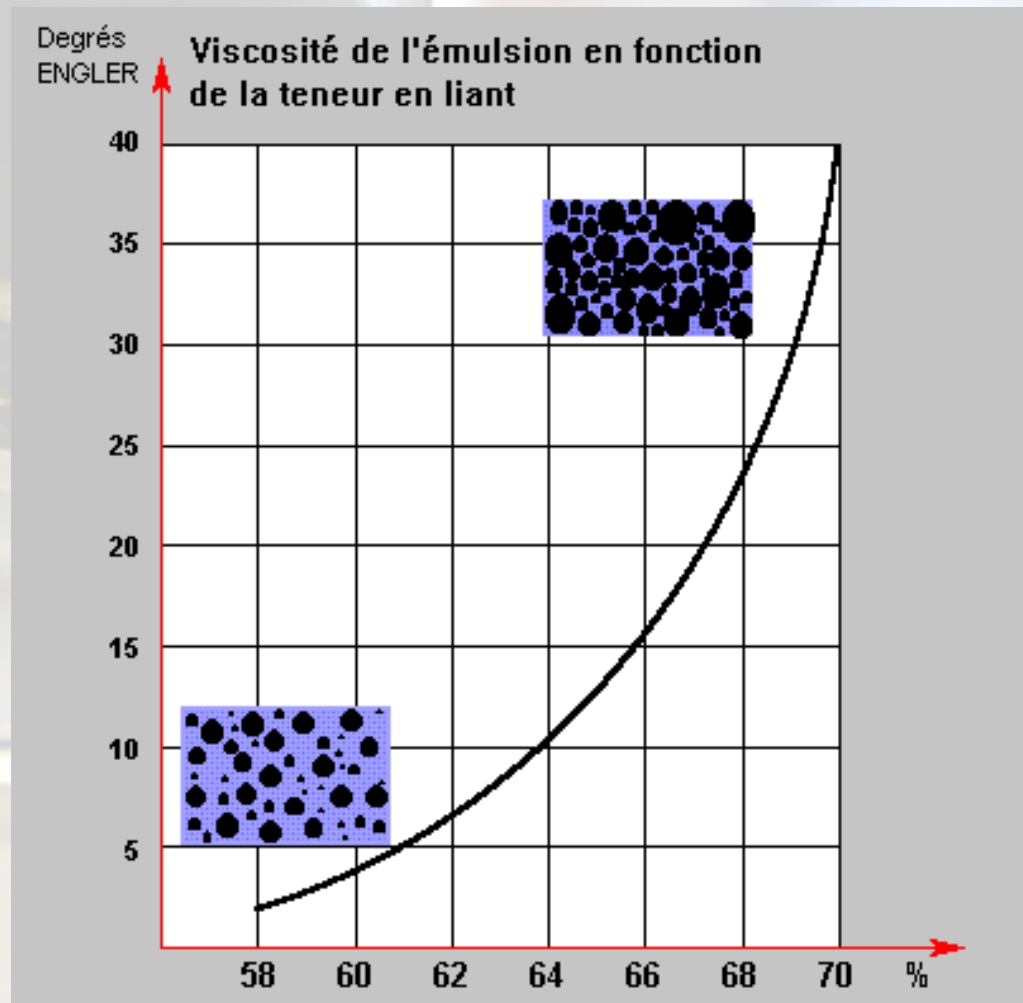 Degrés
ENGLER
Viscosité de l'émulsion en fonction
de la teneur en liant
40
35
30
25
20
15
10
5
58 60 62 64 66 68 70 %